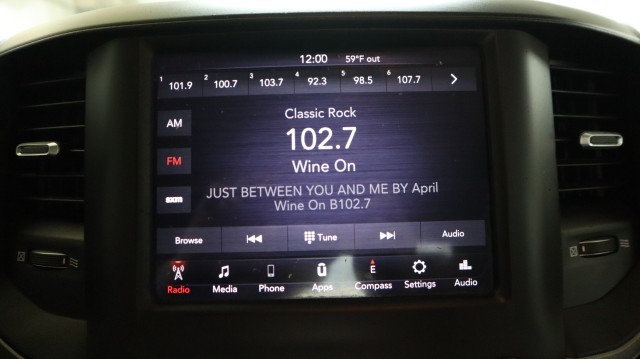 12:00 59°F out
1 101.9 2 100.7 3 103.7 4 92.3 5 98.5 6 107.7
Classic Rock
AM
102.7
FM
Wine On
sxm
JUST BETWEEN YOU AND ME BY April
Wine On B102.7
Browse Tune Audio
E
Radio Media Phone Apps Compass Settings Audio